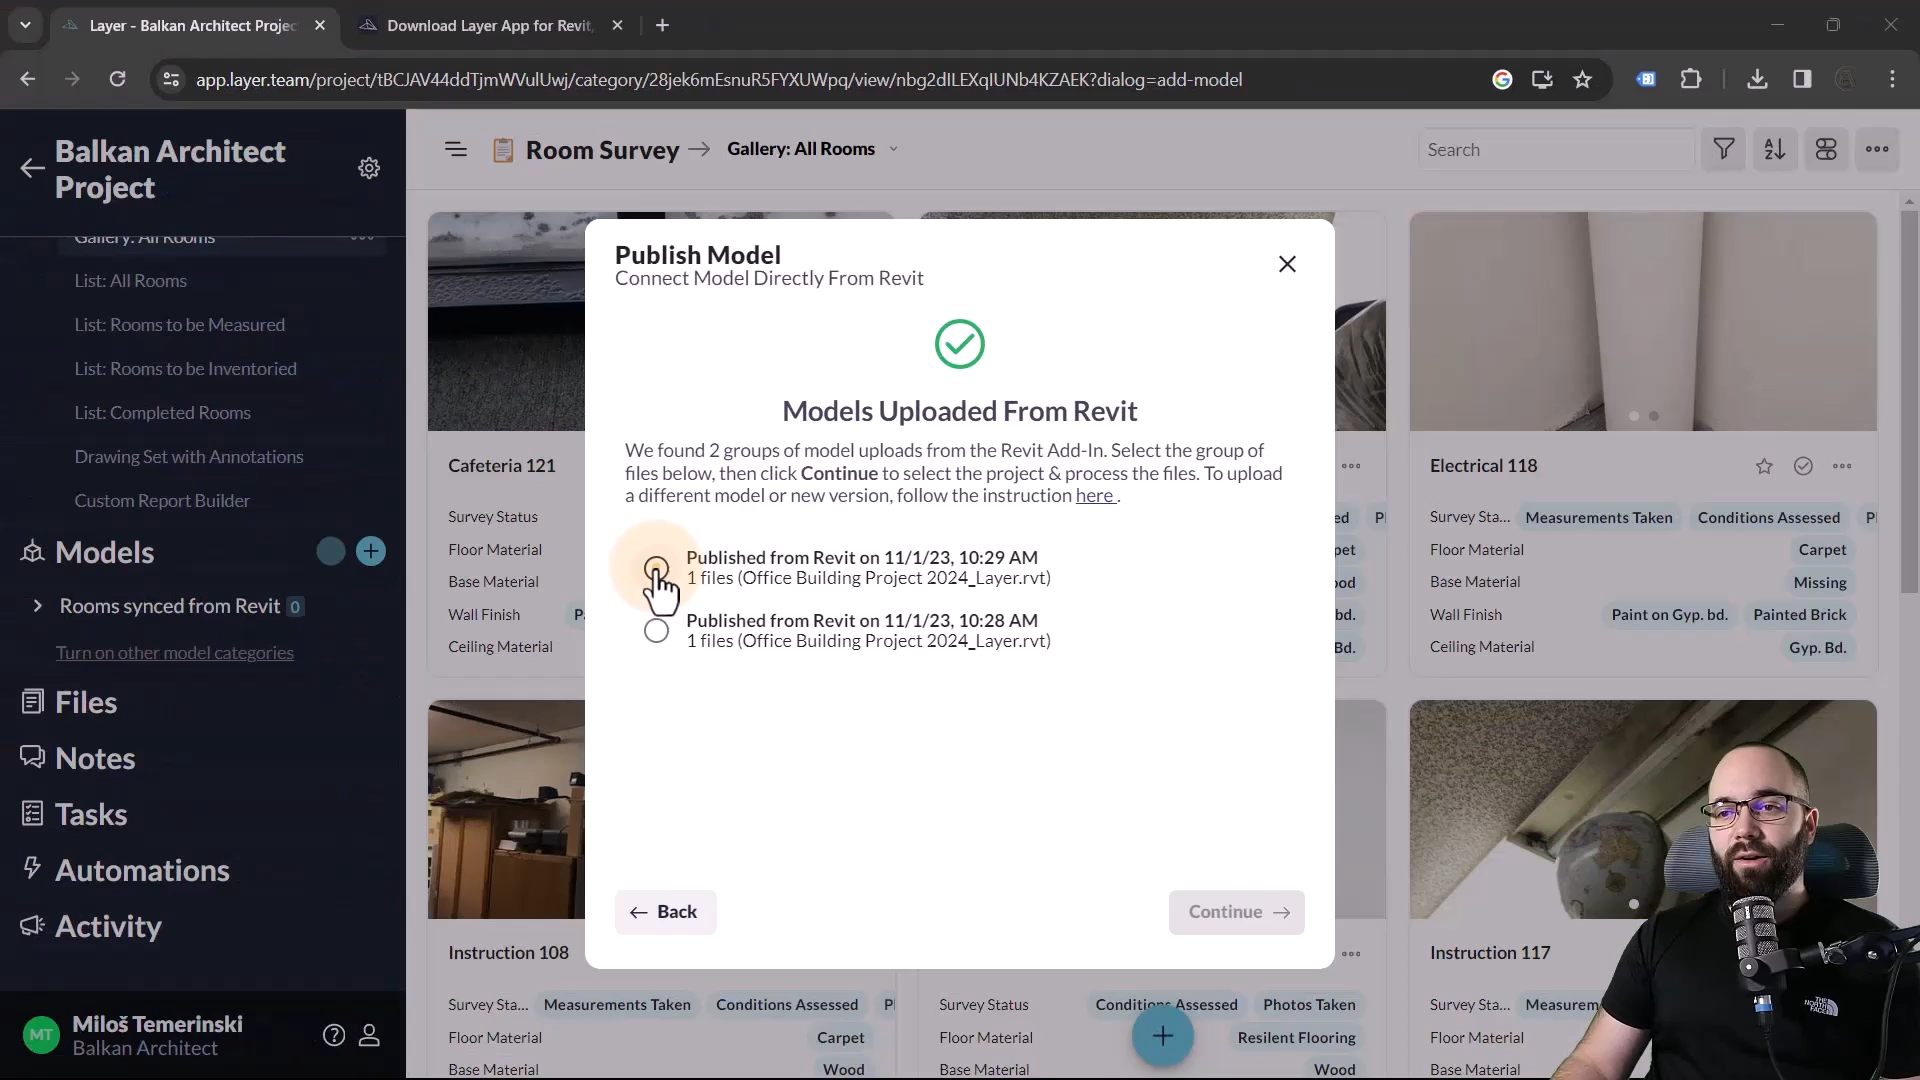 Layer - Balkan Architect Projec
Download Layer App for Revit,
app.layer.team/project/tBCJAV44ddTjmWVulUwj/category/28jek6mEsnuR5FYXUWpq/view/nbg2dILEXqIUNb4KZAEK?dialog=add-model
Balkan Architect
Project
Gallery: All Rooms
List: All Rooms
List: Rooms to be Measured
List: Rooms to be Inventoried
List: Completed Rooms
Drawing Set with Annotations
Custom Report Builder
Models
Rooms synced from Revit 0
Turn on other model categories
Files
Notes
Tasks
Automations
Activity
MT
Miloš Temerinski
Balkan Architect
Room Survey → Gallery: All Rooms
Search
Publish Model
Connect Model Directly From Revit
Models Uploaded From Revit
We found 2 groups of model uploads from the Revit Add-In. Select the group of
files below, then click Continue to select the project & process the files. To upload
a different model or new version, follow the instruction here .
Published from Revit on 11/1/23, 10:29 AM
1 files (Office Building Project 2024_Layer.rvt)
Published from Revit on 11/1/23, 10:28 AM
1 files (Office Building Project 2024_Layer.rvt)
← Back
Continue →
Cafeteria 121
Survey Status
Floor Material
Base Material
Wall Finish
Ceiling Material
Electrical 118
Survey Sta... Measurements Taken Conditions Assessed
Floor Material Carpet
Base Material Missing
Wall Finish Paint on Gyp. bd. Painted Brick
Ceiling Material Gyp. Bd.
Instruction 108
Survey Sta... Measurements Taken Conditions Assessed
Floor Material Carpet
Base Material Wood
Survey Status Conditions Assessed Photos Taken
Floor Material Resilent Flooring
Base Material Wood
Instruction 117
Survey Sta... Measurem
Floor Material
Base Material
THE NORTH FACE